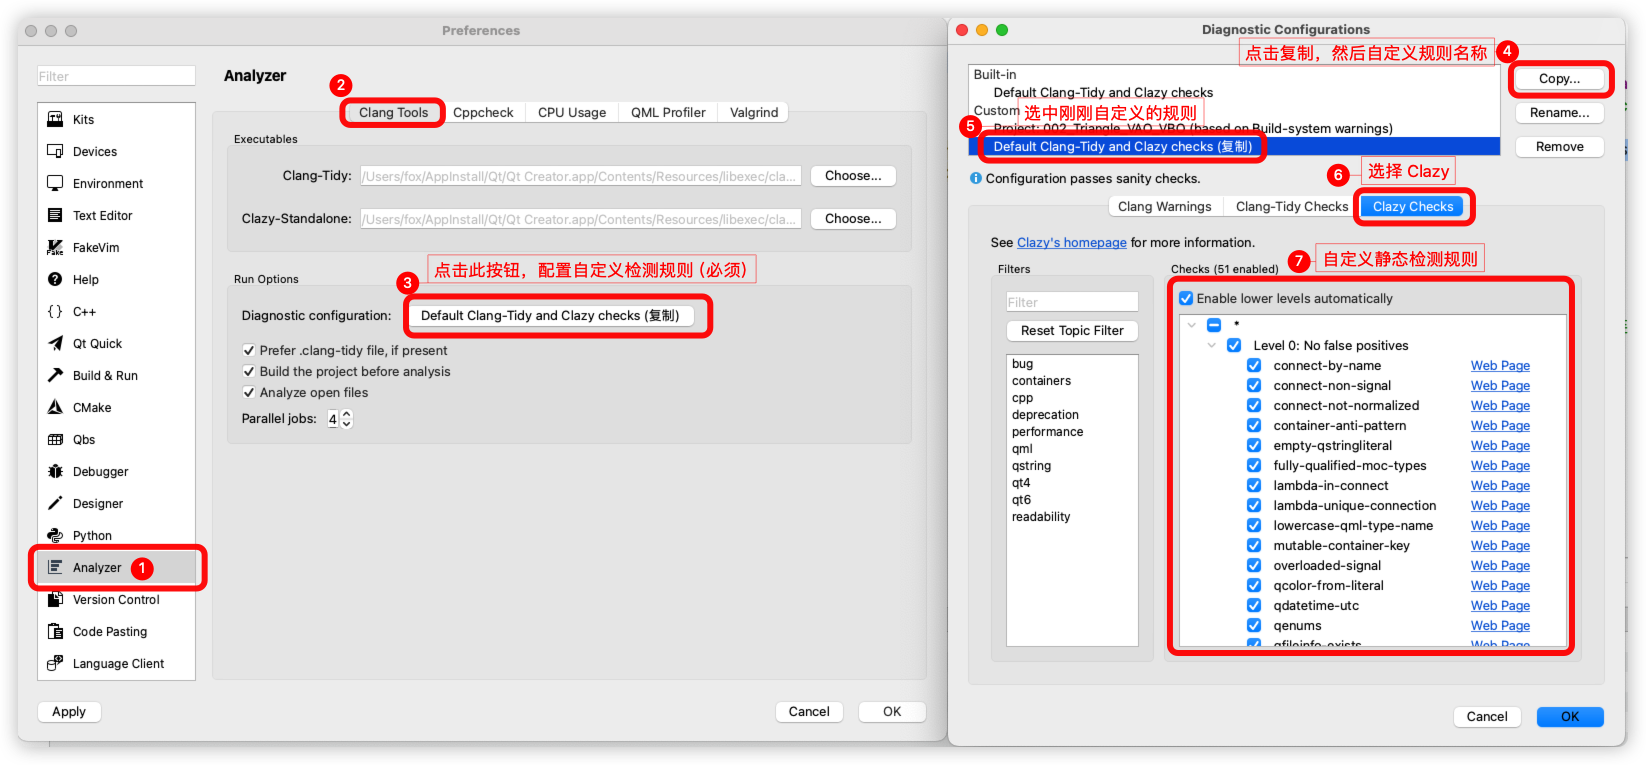 Preferences
Filter
Kits
Devices
Environment
Text Editor
FakeVim
Help
C++
Qt Quick
Build & Run
CMake
Qbs
Debugger
Designer
Python
Analyzer 1
Version Control
Code Pasting
Language Client
Apply
Analyzer
2
Clang Tools Cppcheck CPU Usage QML Profiler Valgrind
Executables
Clang-Tidy: /Users/fox/AppInstall/Qt/Qt Creator.app/Contents/Resources/libexec/cla... Choose...
Clazy-Standalone: /Users/fox/AppInstall/Qt/Qt Creator.app/Contents/Resources/libexec/cla... Choose...
点击此按钮，配置自定义检测规则 (必须)
Run Options
3
Diagnostic configuration: Default Clang-Tidy and Clazy checks (复制)
Prefer .clang-tidy file, if present
Build the project before analysis
Analyze open files
Parallel jobs: 4
Cancel OK
Diagnostic Configurations
点击复制，然后自定义规则名称 4
Built-in
Default Clang-Tidy and Clazy checks
Copy...
Custom
选中刚刚自定义的规则
Rename...
5
Project: 002_Triangle_VAO_VBO (based on Build-system warnings)
Default Clang-Tidy and Clazy checks (复制)
Remove
Configuration passes sanity checks.
6 选择 Clazy
Clang Warnings Clang-Tidy Checks Clazy Checks
See Clazy's homepage for more information.
7 自定义静态检测规则
Filters
Filter
Reset Topic Filter
bug
containers
cpp
deprecation
performance
qml
qstring
qt4
qt6
readability
Checks (51 enabled)
Enable lower levels automatically
*
Level 0: No false positives
connect-by-name Web Page
connect-non-signal Web Page
connect-not-normalized Web Page
container-anti-pattern Web Page
empty-qstringliteral Web Page
fully-qualified-moc-types Web Page
lambda-in-connect Web Page
lambda-unique-connection Web Page
lowercase-qml-type-name Web Page
mutable-container-key Web Page
overloaded-signal Web Page
qcolor-from-literal Web Page
qdatetime-utc Web Page
qenums Web Page
qfileinfo-exists Web Page
Cancel OK